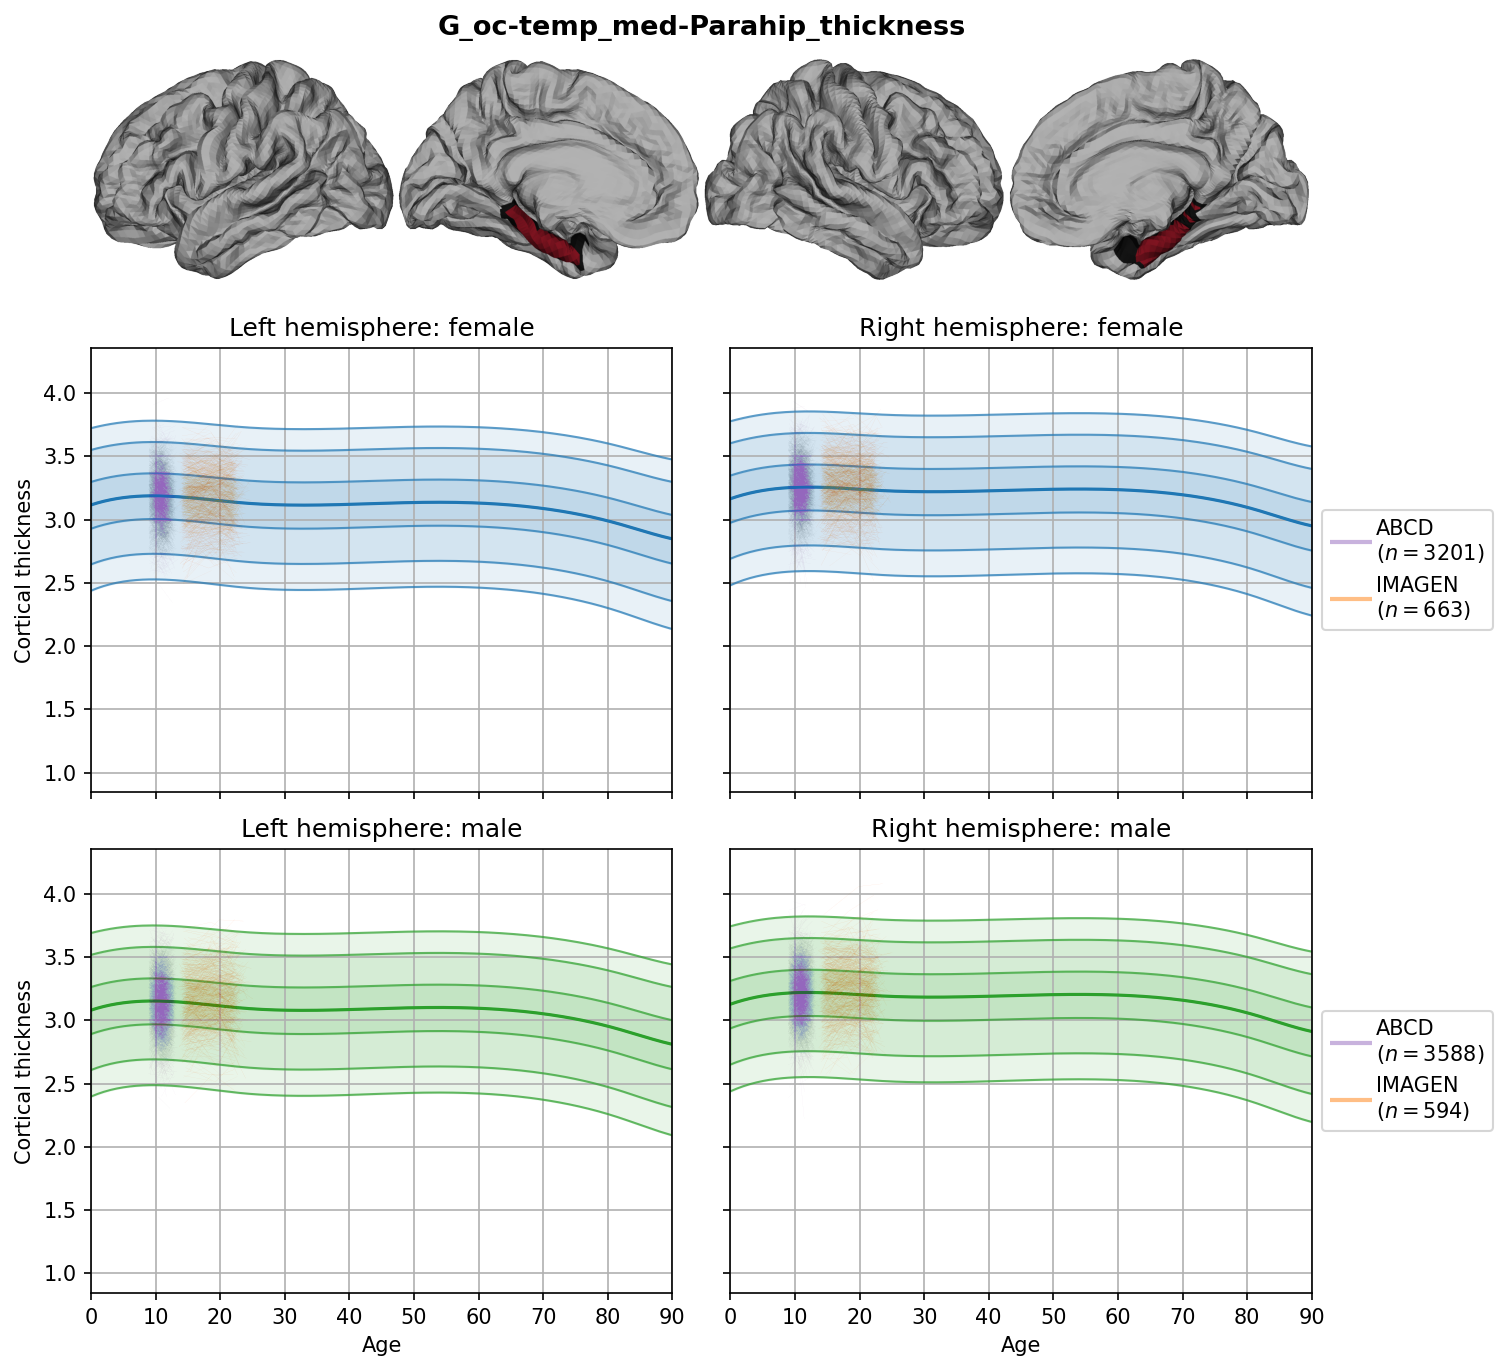 G_oc-temp_med-Parahip_thickness
Left hemisphere: female
Right hemisphere: female
Cortical thickness
4.0
3.5
3.0
2.5
2.0
1.5
1.0
ABCD
(n = 3201)
IMAGEN
(n = 663)
Left hemisphere: male
Right hemisphere: male
Cortical thickness
4.0
3.5
3.0
2.5
2.0
1.5
1.0
ABCD
(n = 3588)
IMAGEN
(n = 594)
0 10 20 30 40 50 60 70 80 90
0 10 20 30 40 50 60 70 80 90
Age
Age